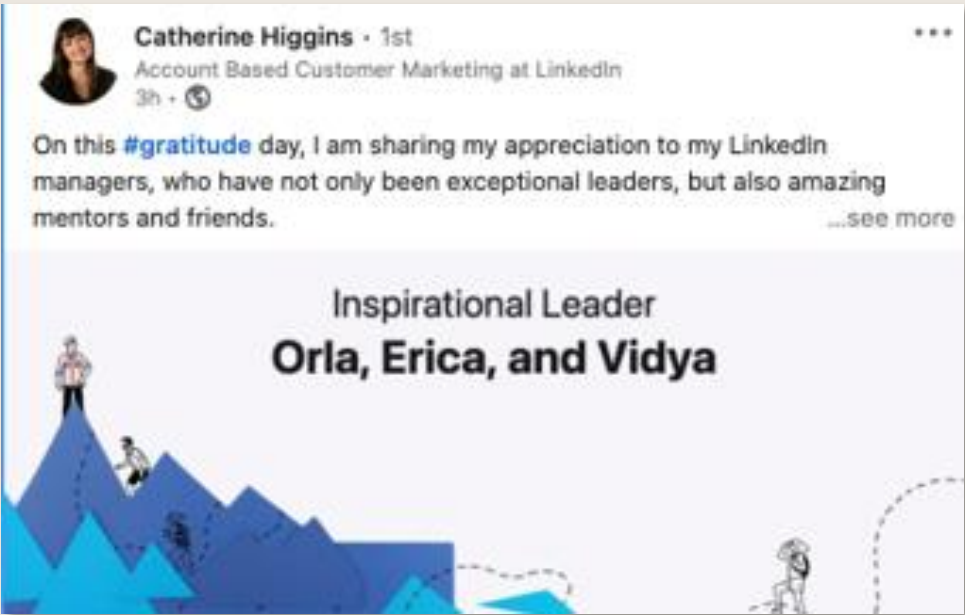 Catherine Higgins • 1st
Account Based Customer Marketing at LinkedIn
3h •
On this #gratitude day, I am sharing my appreciation to my LinkedIn
managers, who have not only been exceptional leaders, but also amazing
mentors and friends.
...see more
Inspirational Leader
Orla, Erica, and Vidya